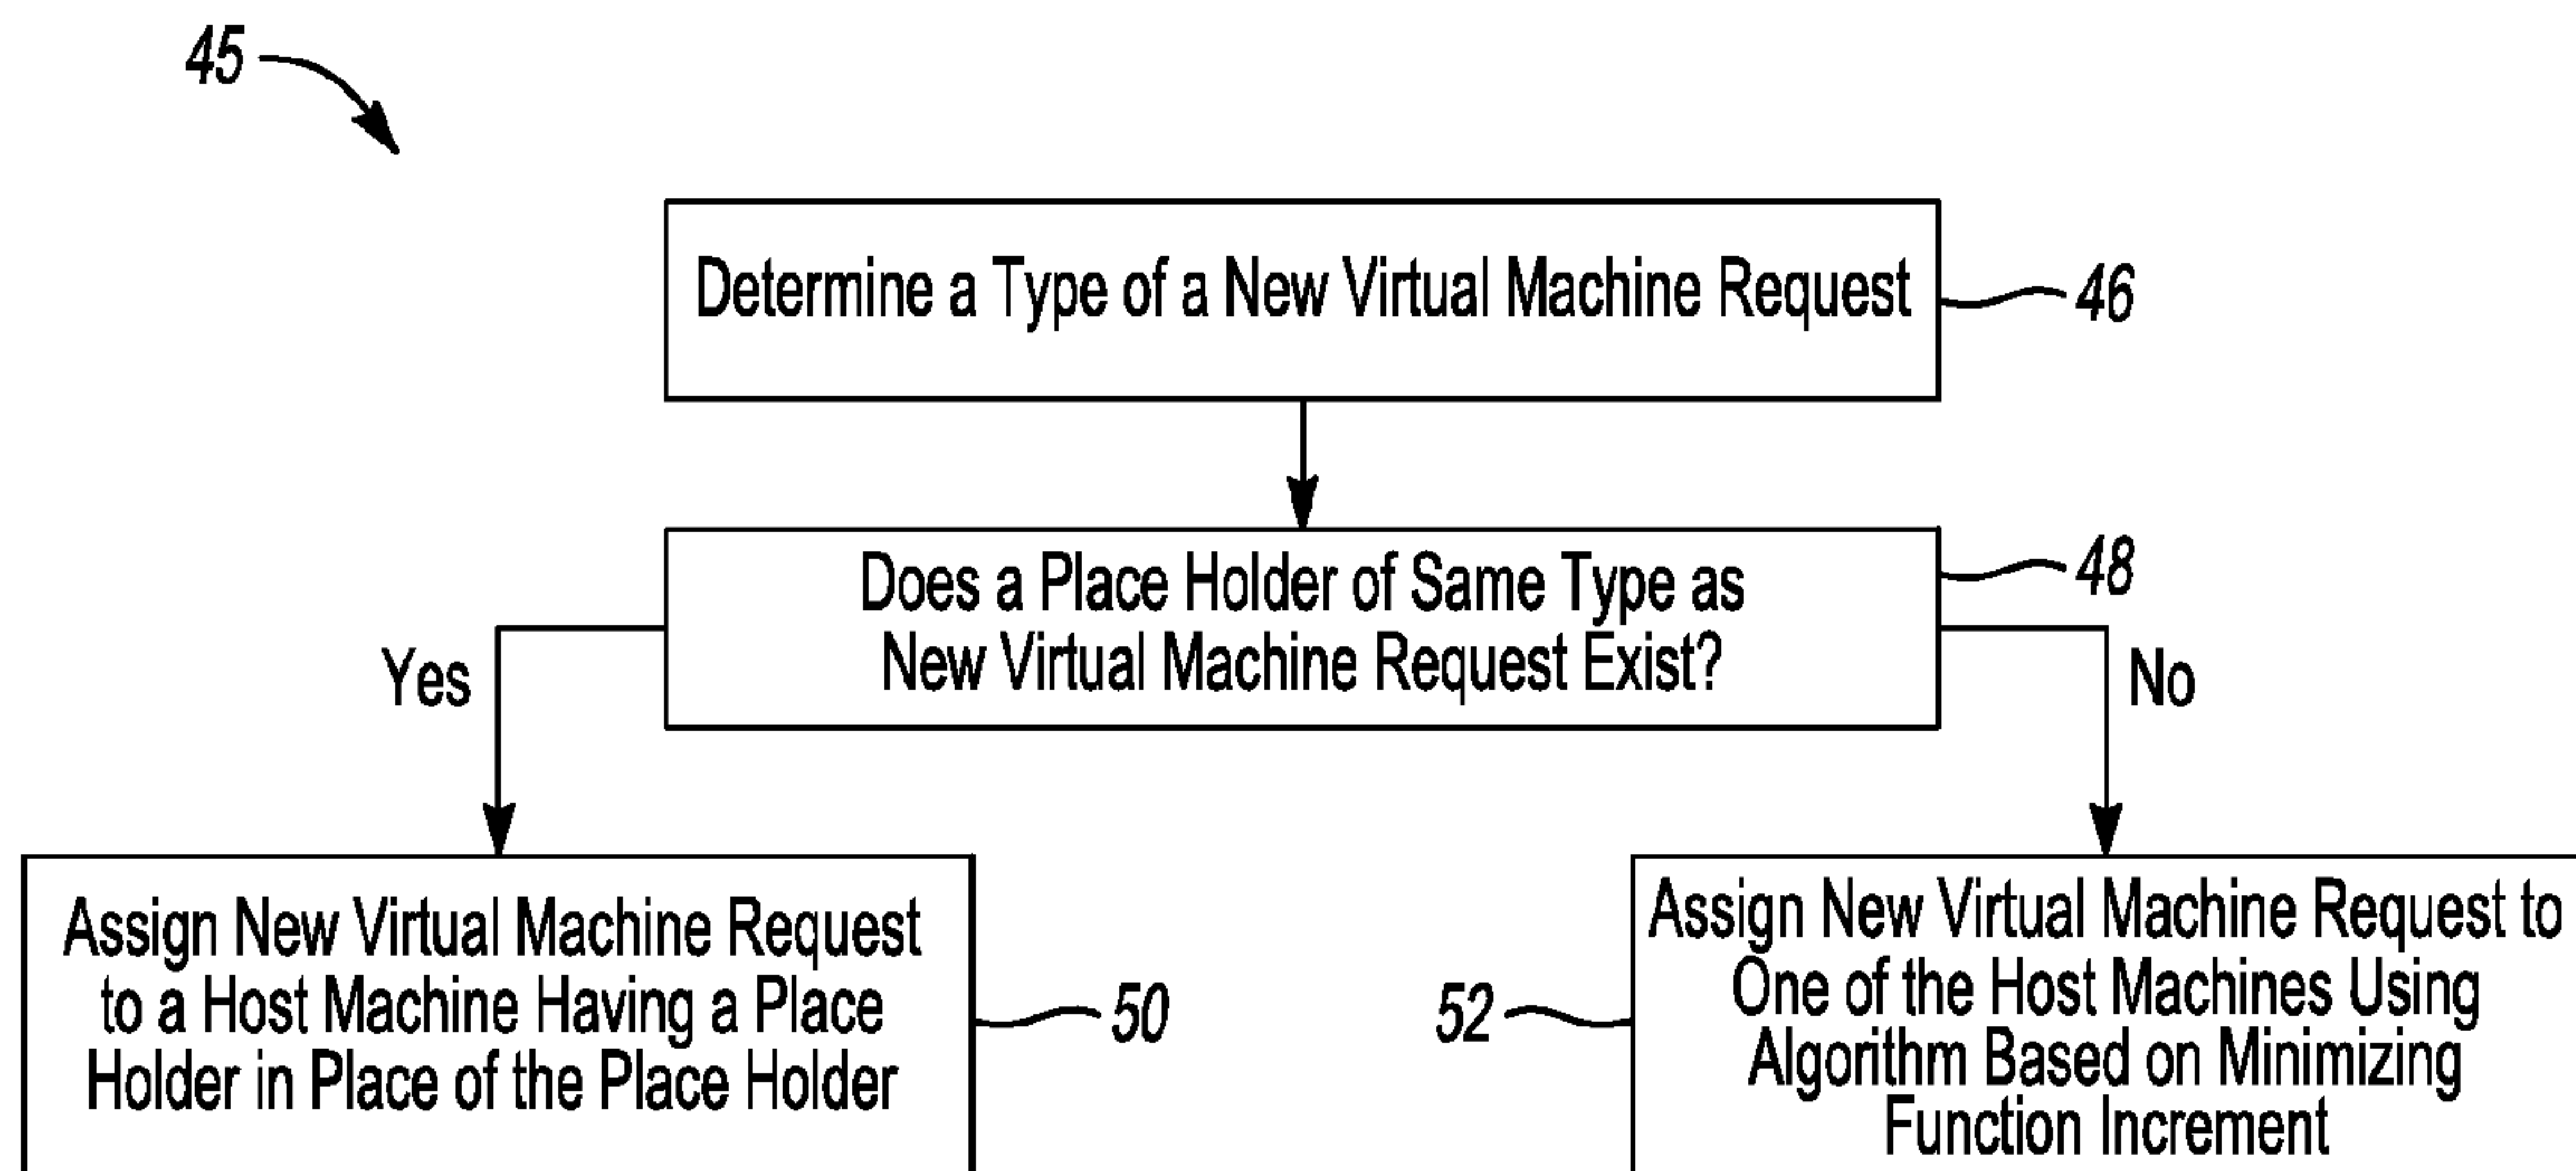 45
Determine a Type of a New Virtual Machine Request
46
Does a Place Holder of Same Type as
New Virtual Machine Request Exist?
48
Yes
No
Assign New Virtual Machine Request
to a Host Machine Having a Place
Holder in Place of the Place Holder
50
52
Assign New Virtual Machine Request to
One of the Host Machines Using
Algorithm Based on Minimizing
Function Increment